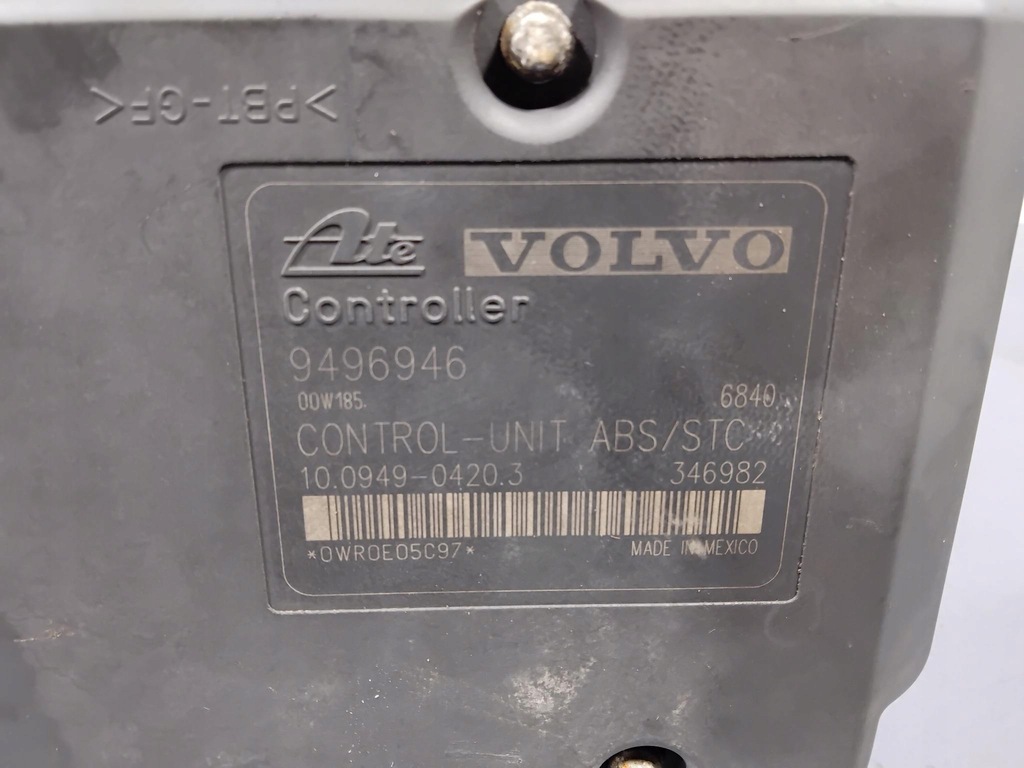 >PBT-GF<
Ate VOLVO
Controller
9496946
00W185. 6840
CONTROL-UNIT ABS/STC
10.0949-0420.3 346982
*0WR0E05C97* MADE IN MEXICO